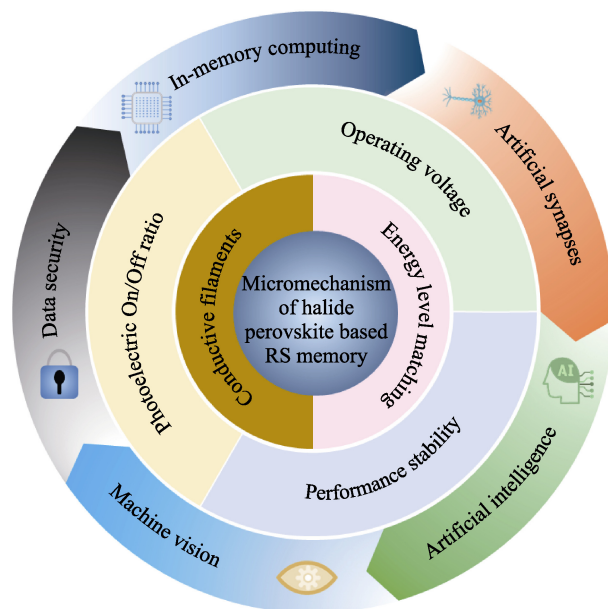 In-memory computing
Artificial synapses
Artificial intelligence
AI
Machine vision
Data security
Operating voltage
Performance stability
Photoelectric On/Off ratio
Conductive filaments
Energy level matching
Micromechanism
of halide
perovskite based
RS memory